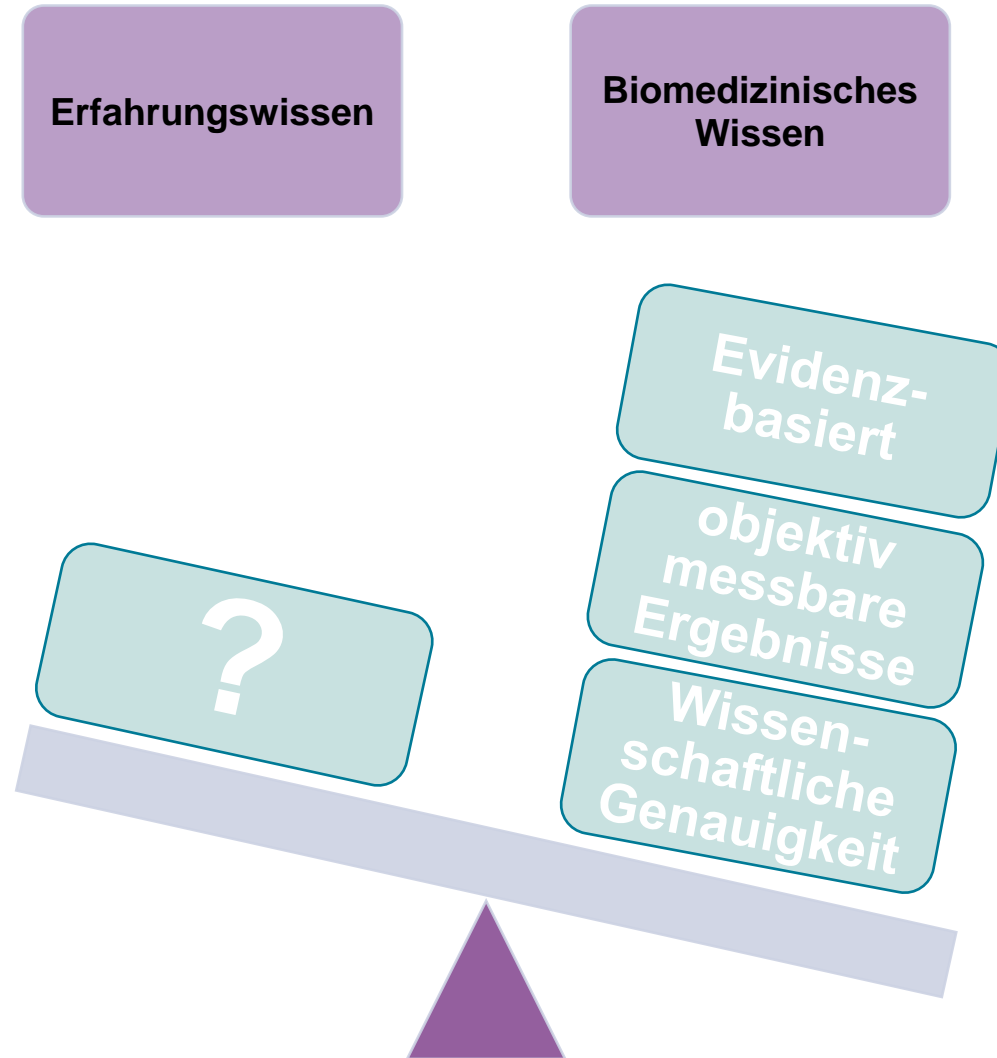 Erfahrungswissen
Biomedizinisches
Wissen
Evidenz-
basiert
objektiv
messbare
Ergebnisse
Wissen-
schaftliche
Genauigkeit
?